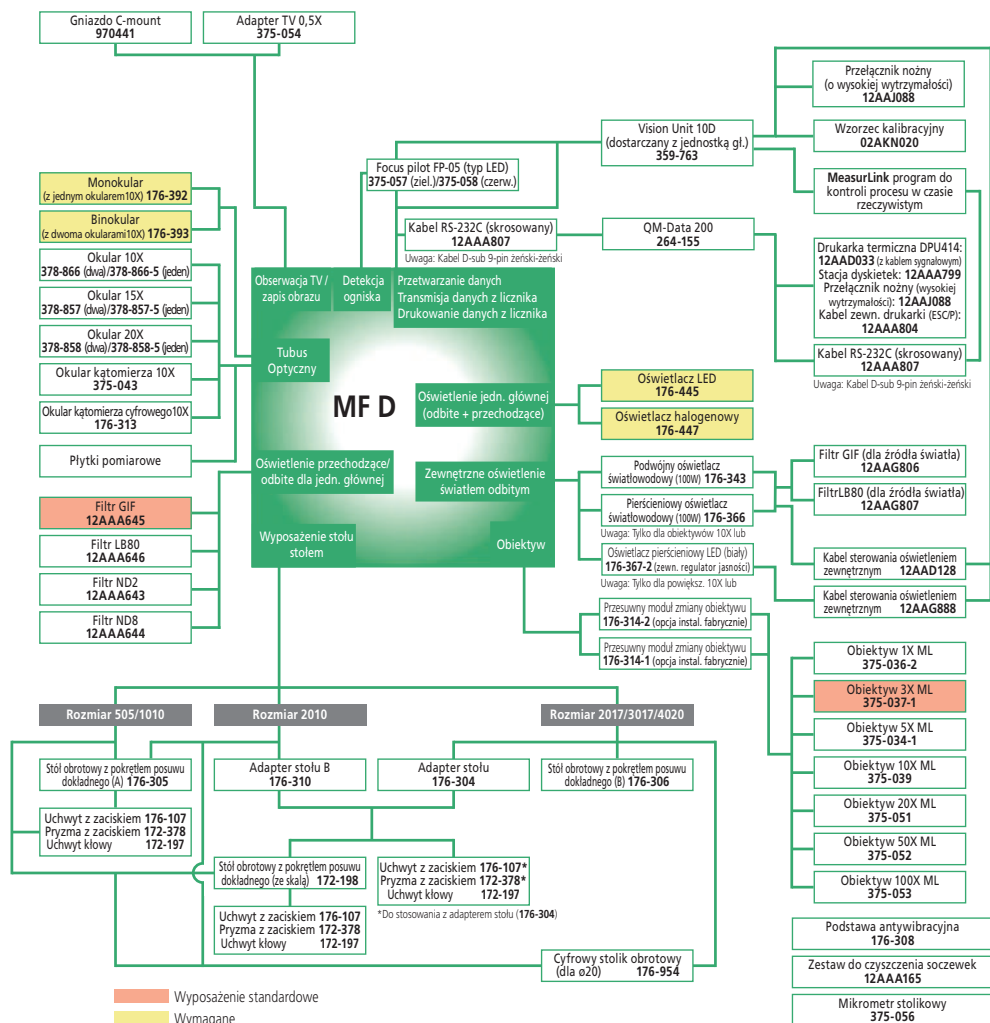 Gniazdo C-mount
970441
Adapter TV 0,5X
375-054
Przełącznik nożny
(o wysokiej wytrzymałości)
12AAJ088
Vision Unit 10D
(dostarczany z jednostką gł.)
359-763
Wzorzec kalibracyjny
02AKN020
Focus pilot FP-05 (typ LED)
375-057 (ziel.)/375-058 (czerw.)
MeasurLink program do
kontroli procesu w czasie
rzeczywistym
Monokular
(z jednym okularem10X) 176-392
Binokular
(z dwoma okularami10X) 176-393
Kabel RS-232C (skrosowany)
12AAA807
Uwaga: Kabel D-sub 9-pin żeński-żeński
QM-Data 200
264-155
Drukarka termiczna DPU414:
12AAD033 (z kablem sygnałowym)
Stacja dyskietek: 12AAA799
Przełącznik nożny (wysokiej
wytrzymałości): 12AAJ088
Kabel zewn. drukarki (ESC/P):
12AAA804
Kabel RS-232C (skrosowany)
12AAA807
Uwaga: Kabel D-sub 9-pin żeński-żeński
Okular 10X
378-866 (dwa)/378-866-5 (jeden)
Okular 15X
378-857 (dwa)/378-857-5 (jeden)
Okular 20X
378-858 (dwa)/378-858-5 (jeden)
Okular kątomierza 10X
375-043
Okular kątomierza cyfrowego10X
176-313
Płytki pomiarowe
Obserwacja TV /
zapis obrazu
Detekcja
ogniska
Przetwarzanie danych
Transmisja danych z licznika
Drukowanie danych z licznika
Tubus
Optyczny
MF D
Oświetlenie jedn. głównej
(odbite + przechodzące)
Oświetlenie przechodzące/
odbite dla jedn. głównej
Zewnętrzne oświetlenie
światłem odbitym
Wyposażenie stołu
stołem
Obiektyw
Oświetlacz LED
176-445
Oświetlacz halogenowy
176-447
Filtr GIF
12AAA645
Filtr LB80
12AAA646
Filtr ND2
12AAA643
Filtr ND8
12AAA644
Podwójny oświetlacz
światłowodowy (100W) 176-343
Pierścieniowy oświetlacz
światłowodowy (100W) 176-366
Uwaga: Tylko dla obiektywów 10X lub
Oświetlacz pierścieniowy LED (biały)
176-367-2 (zewn. regulator jasności)
Uwaga: Tylko dla powiększ. 10X lub
Filtr GIF (dla źródła światła)
12AAG806
FiltrLB80 (dla źródła światła)
12AAG807
Kabel sterowania oświetleniem
zewnętrznym 12AAD128
Kabel sterowania oświetleniem
zewnętrznym 12AAG888
Przesuwny moduł zmiany obiektywu
176-314-2 (opcja instal. fabrycznie)
Przesuwny moduł zmiany obiektywu
176-314-1 (opcja instal. fabrycznie)
Obiektyw 1X ML
375-036-2
Obiektyw 3X ML
375-037-1
Obiektyw 5X ML
375-034-1
Obiektyw 10X ML
375-039
Obiektyw 20X ML
375-051
Obiektyw 50X ML
375-052
Obiektyw 100X ML
375-053
Rozmiar 505/1010
Rozmiar 2010
Rozmiar 2017/3017/4020
Stół obrotowy z pokrętłem posuwu
dokładnego (A) 176-305
Adapter stołu B
176-310
Adapter stołu
176-304
Stół obrotowy z pokrętłem posuwu
dokładnego (B) 176-306
Uchwyt z zaciskiem 176-107
Pryzma z zaciskiem 172-378
Uchwyt kłowy 172-197
Stół obrotowy z pokrętłem posuwu
dokładnego (ze skalą) 172-198
Uchwyt z zaciskiem 176-107*
Pryzma z zaciskiem 172-378*
Uchwyt kłowy 172-197
*Do stosowania z adapterem stołu (176-304)
Uchwyt z zaciskiem 176-107
Pryzma z zaciskiem 172-378
Uchwyt kłowy 172-197
Cyfrowy stolik obrotowy
(dla ø20) 176-954
Podstawa antywibracyjna
176-308
Zestaw do czyszczenia soczewek
12AAA165
Mikrometr stolikowy
375-056
Wyposażenie standardowe
Wymagane